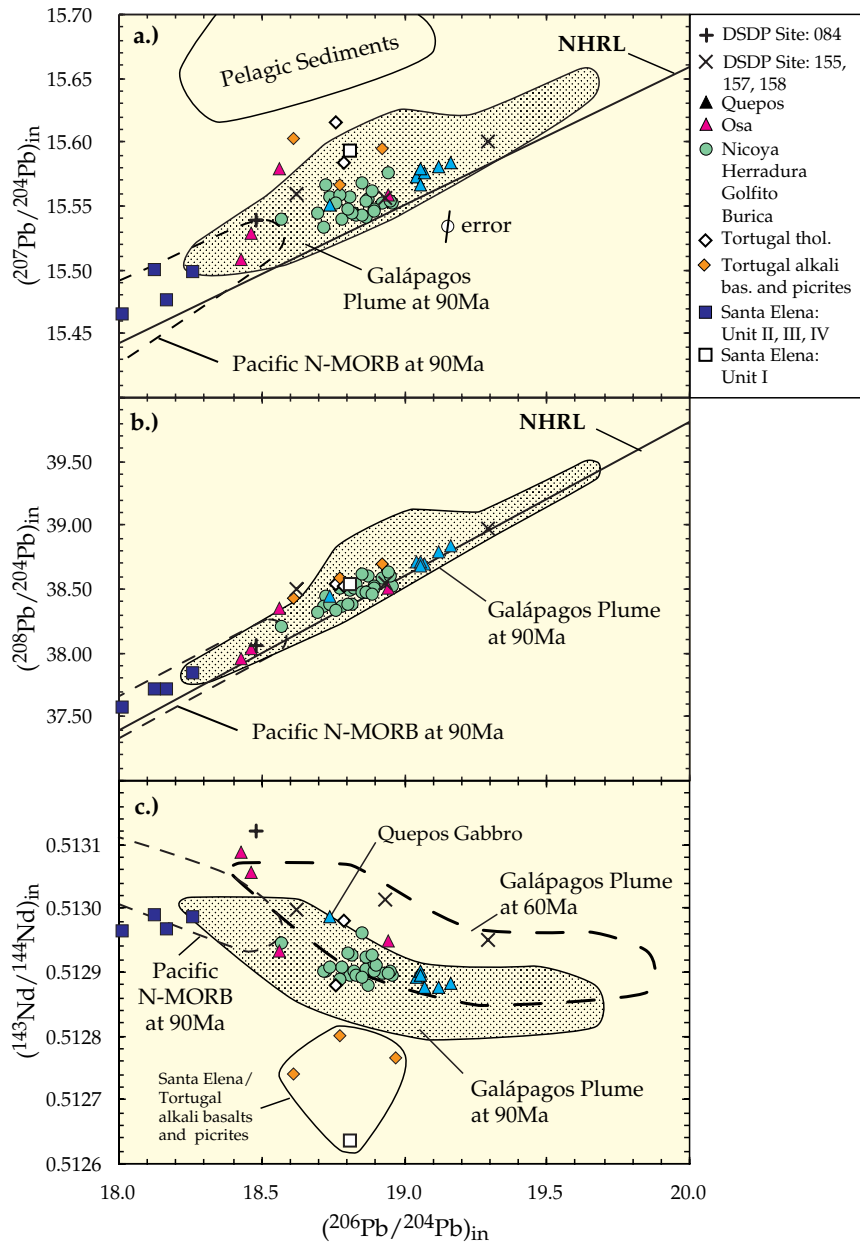 15.70
15.65
15.60
15.55
15.50
15.45
(207Pb/204Pb)in
a.)
Pelagic Sediments
NHRL
error
Galápagos
Plume at 90Ma
Pacific N-MORB at 90Ma
DSDP Site: 084
DSDP Site: 155,
157, 158
Quepos
Osa
Nicoya
Herradura
Golfito
Burica
Tortugal thol.
Tortugal alkali
bas. and picrites
Santa Elena:
Unit II, III, IV
Santa Elena:
Unit I
b.)
NHRL
39.50
39.00
38.50
38.00
37.50
(208Pb/204Pb)in
Galápagos Plume
at 90Ma
Pacific N-MORB at 90Ma
c.)
0.5131
0.5130
0.5129
0.5128
0.5127
0.5126
(143Nd/144Nd)in
Quepos Gabbro
Galápagos Plume
at 60Ma
Pacific
N-MORB
at 90Ma
Santa Elena/
Tortugal
alkali basalts
and picrites
Galápagos Plume
at 90Ma
18.0
18.5
19.0
19.5
20.0
(206Pb/204Pb)in